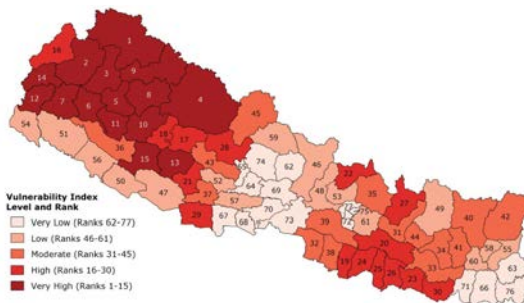 1
16
2
3 9
14
8
12 7 6 5 4
45
54 11 10
51 18 17 59
36 28
56 15 13 43 74 62 46
65
50 21 52 64 69 48 22
47 37 57 53 35 27 49
Vulnerability Index
Level and Rank
Very Low (Ranks 62-77)
Low (Ranks 46-61)
Moderate (Ranks 31-45)
High (Ranks 16-30)
Very High (Ranks 1-15)
29 67 68 70 73
77 75
39 61 31 44 40 42
32 38 20 34 41 58 55
19 24 25 26 23 33 60 63
30 71 66 76